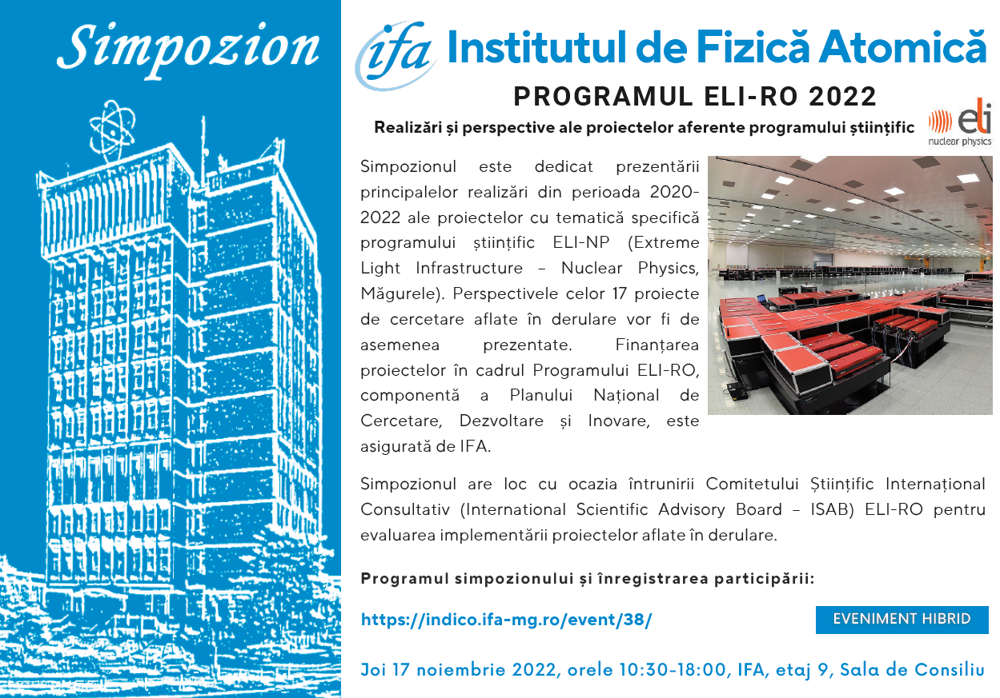 Simpozion
ifa Institutul de Fizică Atomică
PROGRAMUL ELI-RO 2022
Realizări și perspective ale proiectelor aferente programului științific
eli
nuclear physics
Simpozionul este dedicat prezentării
principalelor realizări din perioada 2020-
2022 ale proiectelor cu tematică specifică
programului științific ELI-NP (Extreme
Light Infrastructure – Nuclear Physics,
Măgurele). Perspectivele celor 17 proiecte
de cercetare aflate în derulare vor fi de
asemenea prezentate. Finanțarea
proiectelor în cadrul Programului ELI-RO,
componentă a Planului Național de
Cercetare, Dezvoltare și Inovare, este
asigurată de IFA.
Simpozionul are loc cu ocazia întrunirii Comitetului Științific Internațional
Consultativ (International Scientific Advisory Board – ISAB) ELI-RO pentru
evaluarea implementării proiectelor aflate în derulare.
Programul simpozionului și înregistrarea participării:
https://indico.ifa-mg.ro/event/38/
EVENIMENT HIBRID
Joi 17 noiembrie 2022, orele 10:30-18:00, IFA, etaj 9, Sala de Consiliu